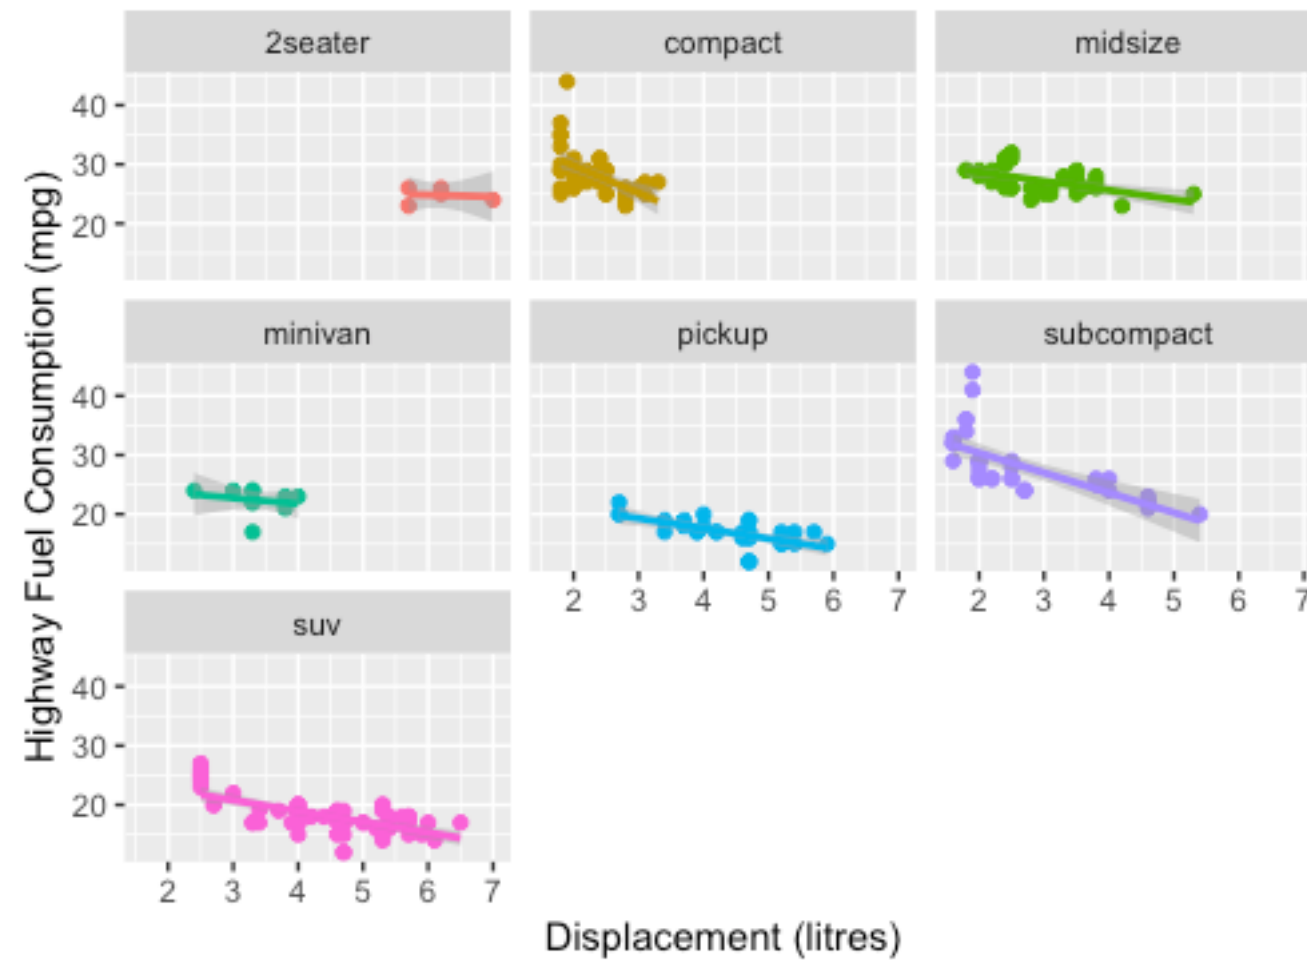 2seater
compact
midsize
40
30
20
minivan
pickup
subcompact
40
30
20
2 3 4 5 6 7
2 3 4 5 6 7
suv
40
30
20
2 3 4 5 6 7
Highway Fuel Consumption (mpg)
Displacement (litres)